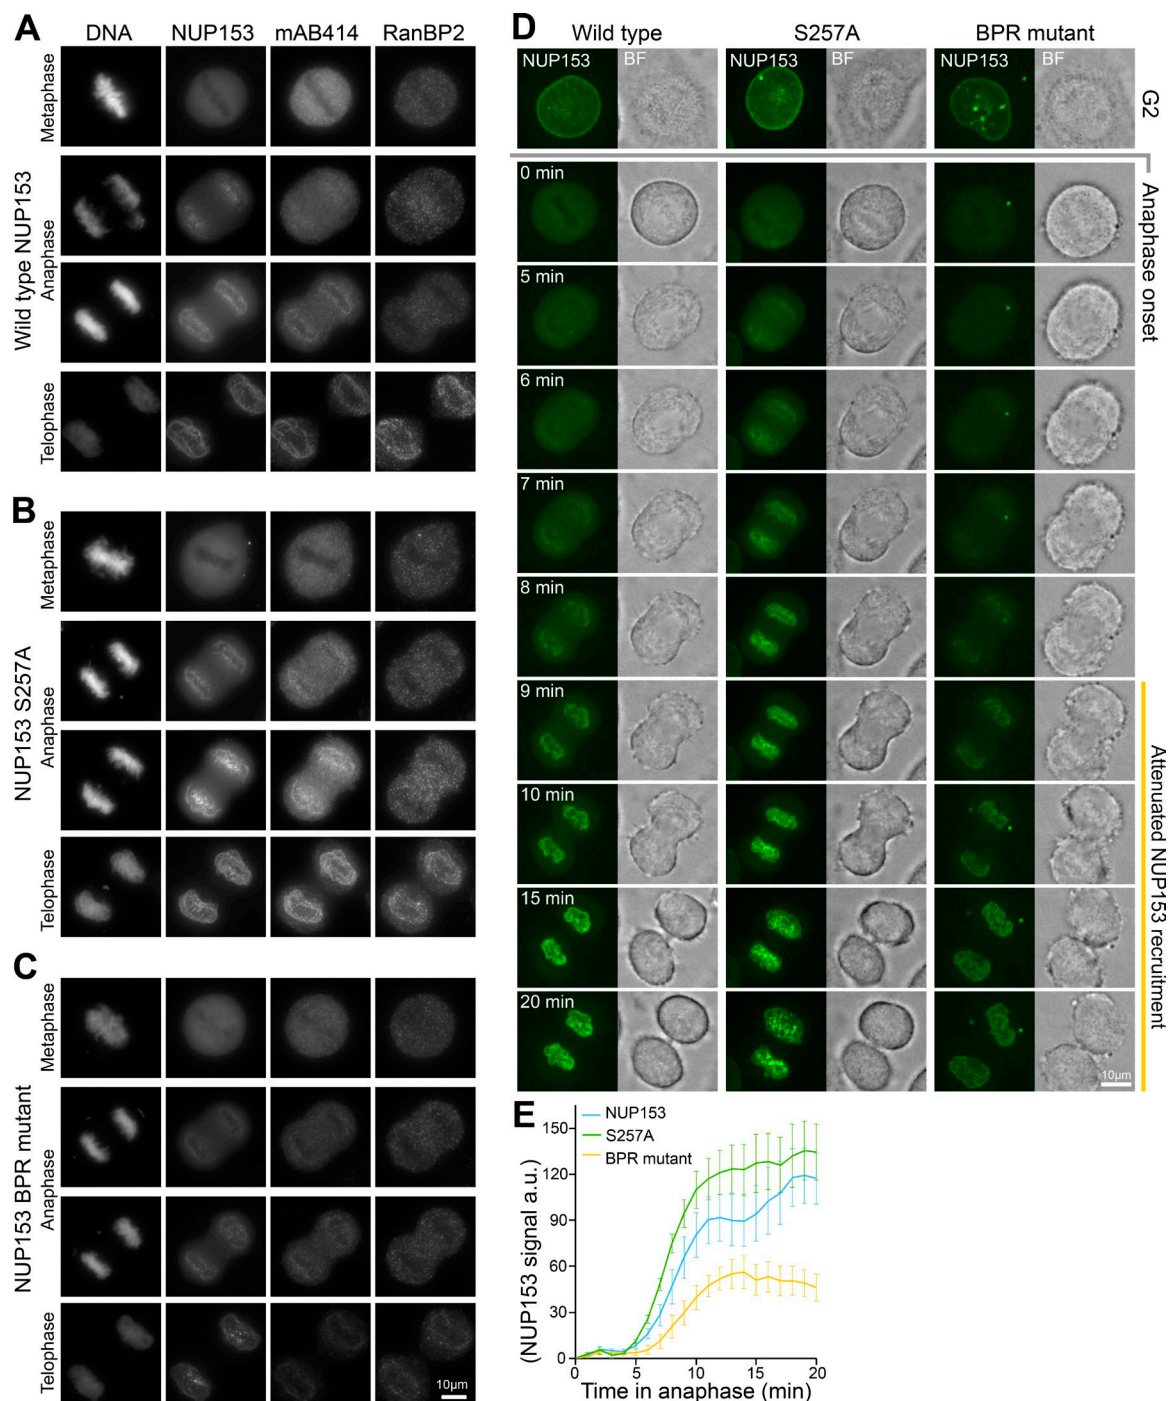 A
DNA
NUP153
mAB414
RanBP2
Wild type NUP153
Metaphase
Anaphase
Telophase
B
NUP153 S257A
Metaphase
Anaphase
Telophase
C
NUP153 BPR mutant
Metaphase
Anaphase
Telophase
10µm
D
Wild type
S257A
BPR mutant
NUP153
BF
NUP153
BF
NUP153
BF
G2
Anaphase onset
0 min
5 min
6 min
7 min
8 min
9 min
10 min
15 min
20 min
Attenuated NUP153 recruitment
10µm
E
NUP153
S257A
BPR mutant
(NUP153 signal a.u.)
150
120
90
60
30
0
0
5
10
15
20
Time in anaphase (min)